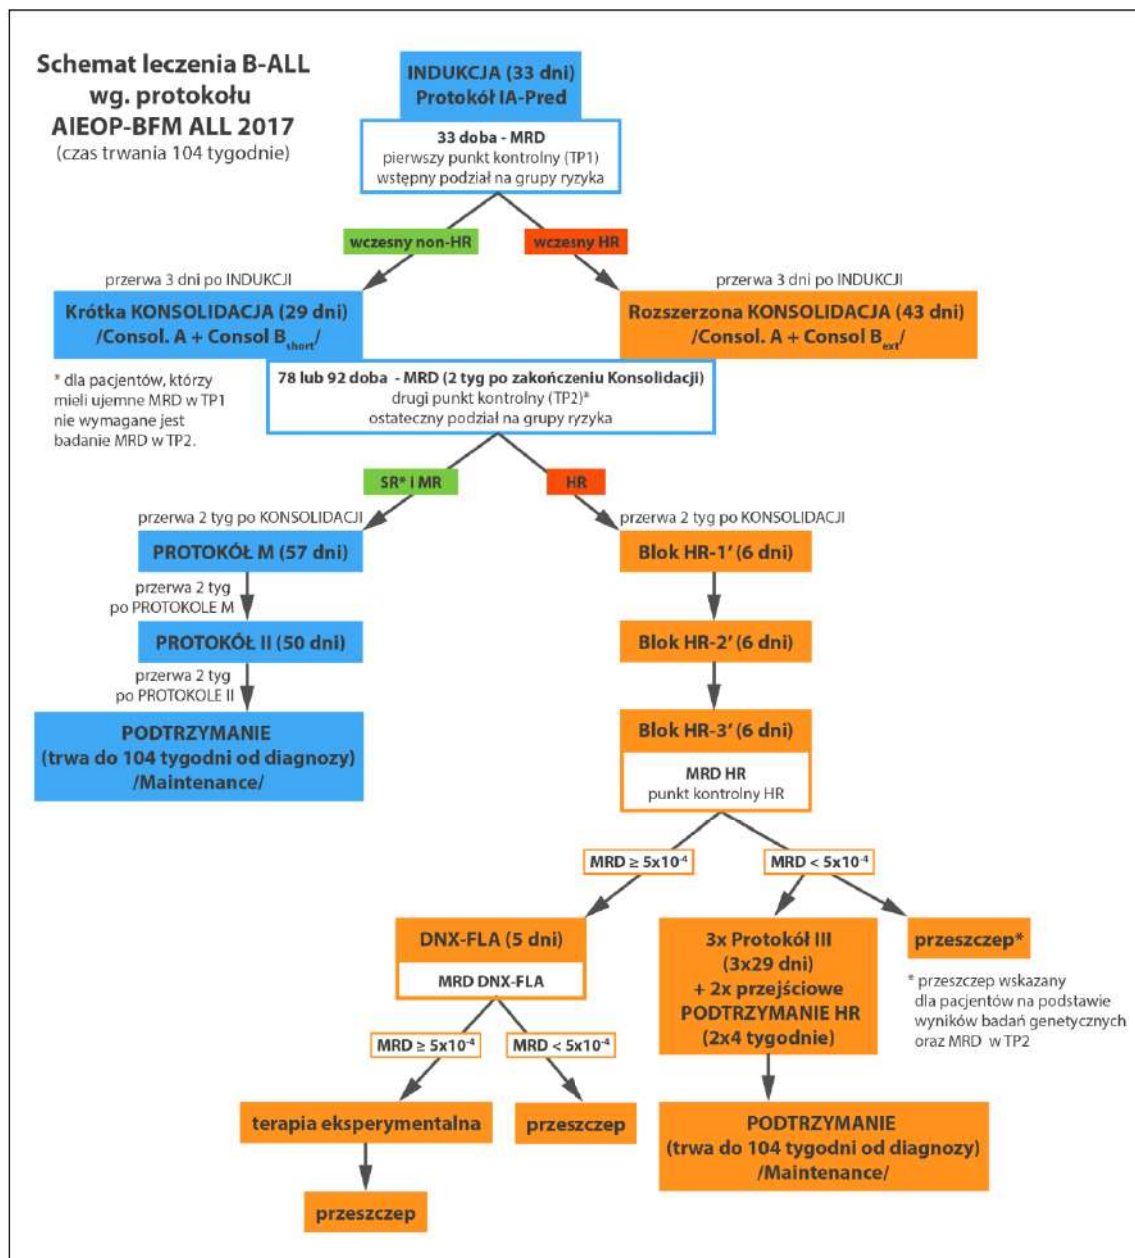 Schemat leczenia B-ALL
wg. protokołu
AIEOP-BFM ALL 2017
(czas trwania 104 tygodnie)
INDUKCJA (33 dni)
Protokół IA-Pred
33 doba - MRD
pierwszy punkt kontrolny (TP1)
wstępny podział na grupy ryzyka
wczesny non-HR
wczesny HR
przerwa 3 dni po INDUKCJI
Krótka KONSOLIDACJA (29 dni)
/Consol. A + Consol B short/
przerwa 3 dni po INDUKCJI
Rozszerzona KONSOLIDACJA (43 dni)
/Consol. A + Consol B ext/
* dla pacjentów, którzy
mieli ujemne MRD w TP1
nie wymagane jest
badanie MRD w TP2.
78 lub 92 doba - MRD (2 tyg po zakończeniu Konsolidacji)
drugi punkt kontrolny (TP2)*
ostateczny podział na grupy ryzyka
SR* i MR
HR
przerwa 2 tyg po KONSOLIDACJI
PROTOKÓŁ M (57 dni)
przerwa 2 tyg
po PROTOKOLE M
PROTOKÓŁ II (50 dni)
przerwa 2 tyg
po PROTOKOLE II
PODTRZYMANIE
(trwa do 104 tygodni od diagnozy)
/Maintenance/
przerwa 2 tyg po KONSOLIDACJI
Blok HR-1' (6 dni)
Blok HR-2' (6 dni)
Blok HR-3' (6 dni)
MRD HR
punkt kontrolny HR
MRD ≥ 5x10⁻⁴
MRD < 5x10⁻⁴
DNX-FLA (5 dni)
MRD DNX-FLA
3x Protokół III
(3x29 dni)
+ 2x przejściowe
PODTRZYMANIE HR
(2x4 tygodnie)
przeszczep*
* przeszczep wskazany
dla pacjentów na podstawie
wyników badań genetycznych
oraz MRD w TP2
MRD ≥ 5x10⁻⁴
MRD < 5x10⁻⁴
terapia eksperymentalna
przeszczep
PODTRZYMANIE
(trwa do 104 tygodni od diagnozy)
/Maintenance/
przeszczep